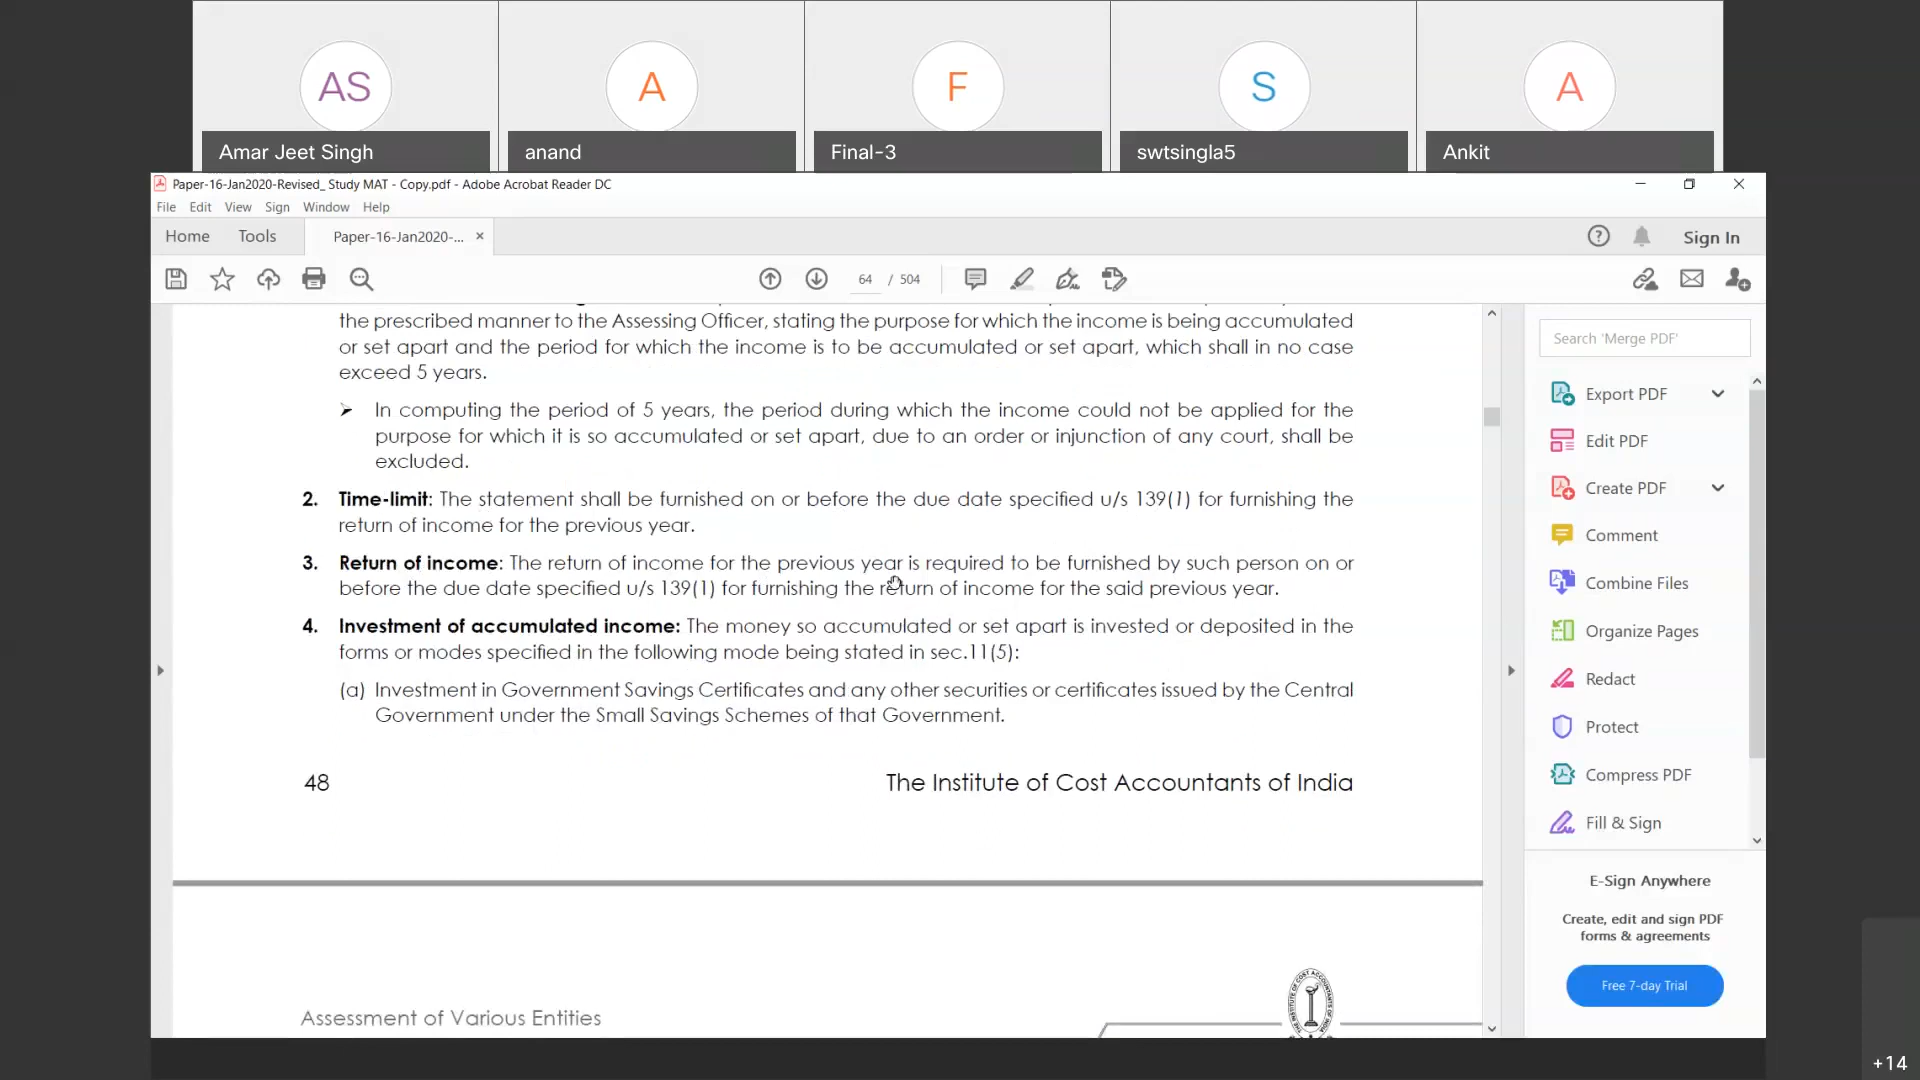 AS
A
F
S
A
Amar Jeet Singh
anand
Final-3
swtsingla5
Ankit
Paper-16-Jan2020-Revised_ Study MAT - Copy.pdf - Adobe Acrobat Reader DC
File Edit View Sign Window Help
Home Tools Paper-16-Jan2020-... × Sign In
64 / 504
the prescribed manner to the Assessing Officer, stating the purpose for which the income is being accumulated
or set apart and the period for which the income is to be accumulated or set apart, which shall in no case
exceed 5 years.
➢ In computing the period of 5 years, the period during which the income could not be applied for the
purpose for which it is so accumulated or set apart, due to an order or injunction of any court, shall be
excluded.
2. Time-limit: The statement shall be furnished on or before the due date specified u/s 139(1) for furnishing the
return of income for the previous year.
3. Return of income: The return of income for the previous year is required to be furnished by such person on or
before the due date specified u/s 139(1) for furnishing the return of income for the said previous year.
4. Investment of accumulated income: The money so accumulated or set apart is invested or deposited in the
forms or modes specified in the following mode being stated in sec.11(5):
(a) Investment in Government Savings Certificates and any other securities or certificates issued by the Central
Government under the Small Savings Schemes of that Government.
48 The Institute of Cost Accountants of India
Assessment of Various Entities
Search 'Merge PDF'
Export PDF
Edit PDF
Create PDF
Comment
Combine Files
Organize Pages
Redact
Protect
Compress PDF
Fill & Sign
E-Sign Anywhere
Create, edit and sign PDF
forms & agreements
Free 7-day Trial
+14